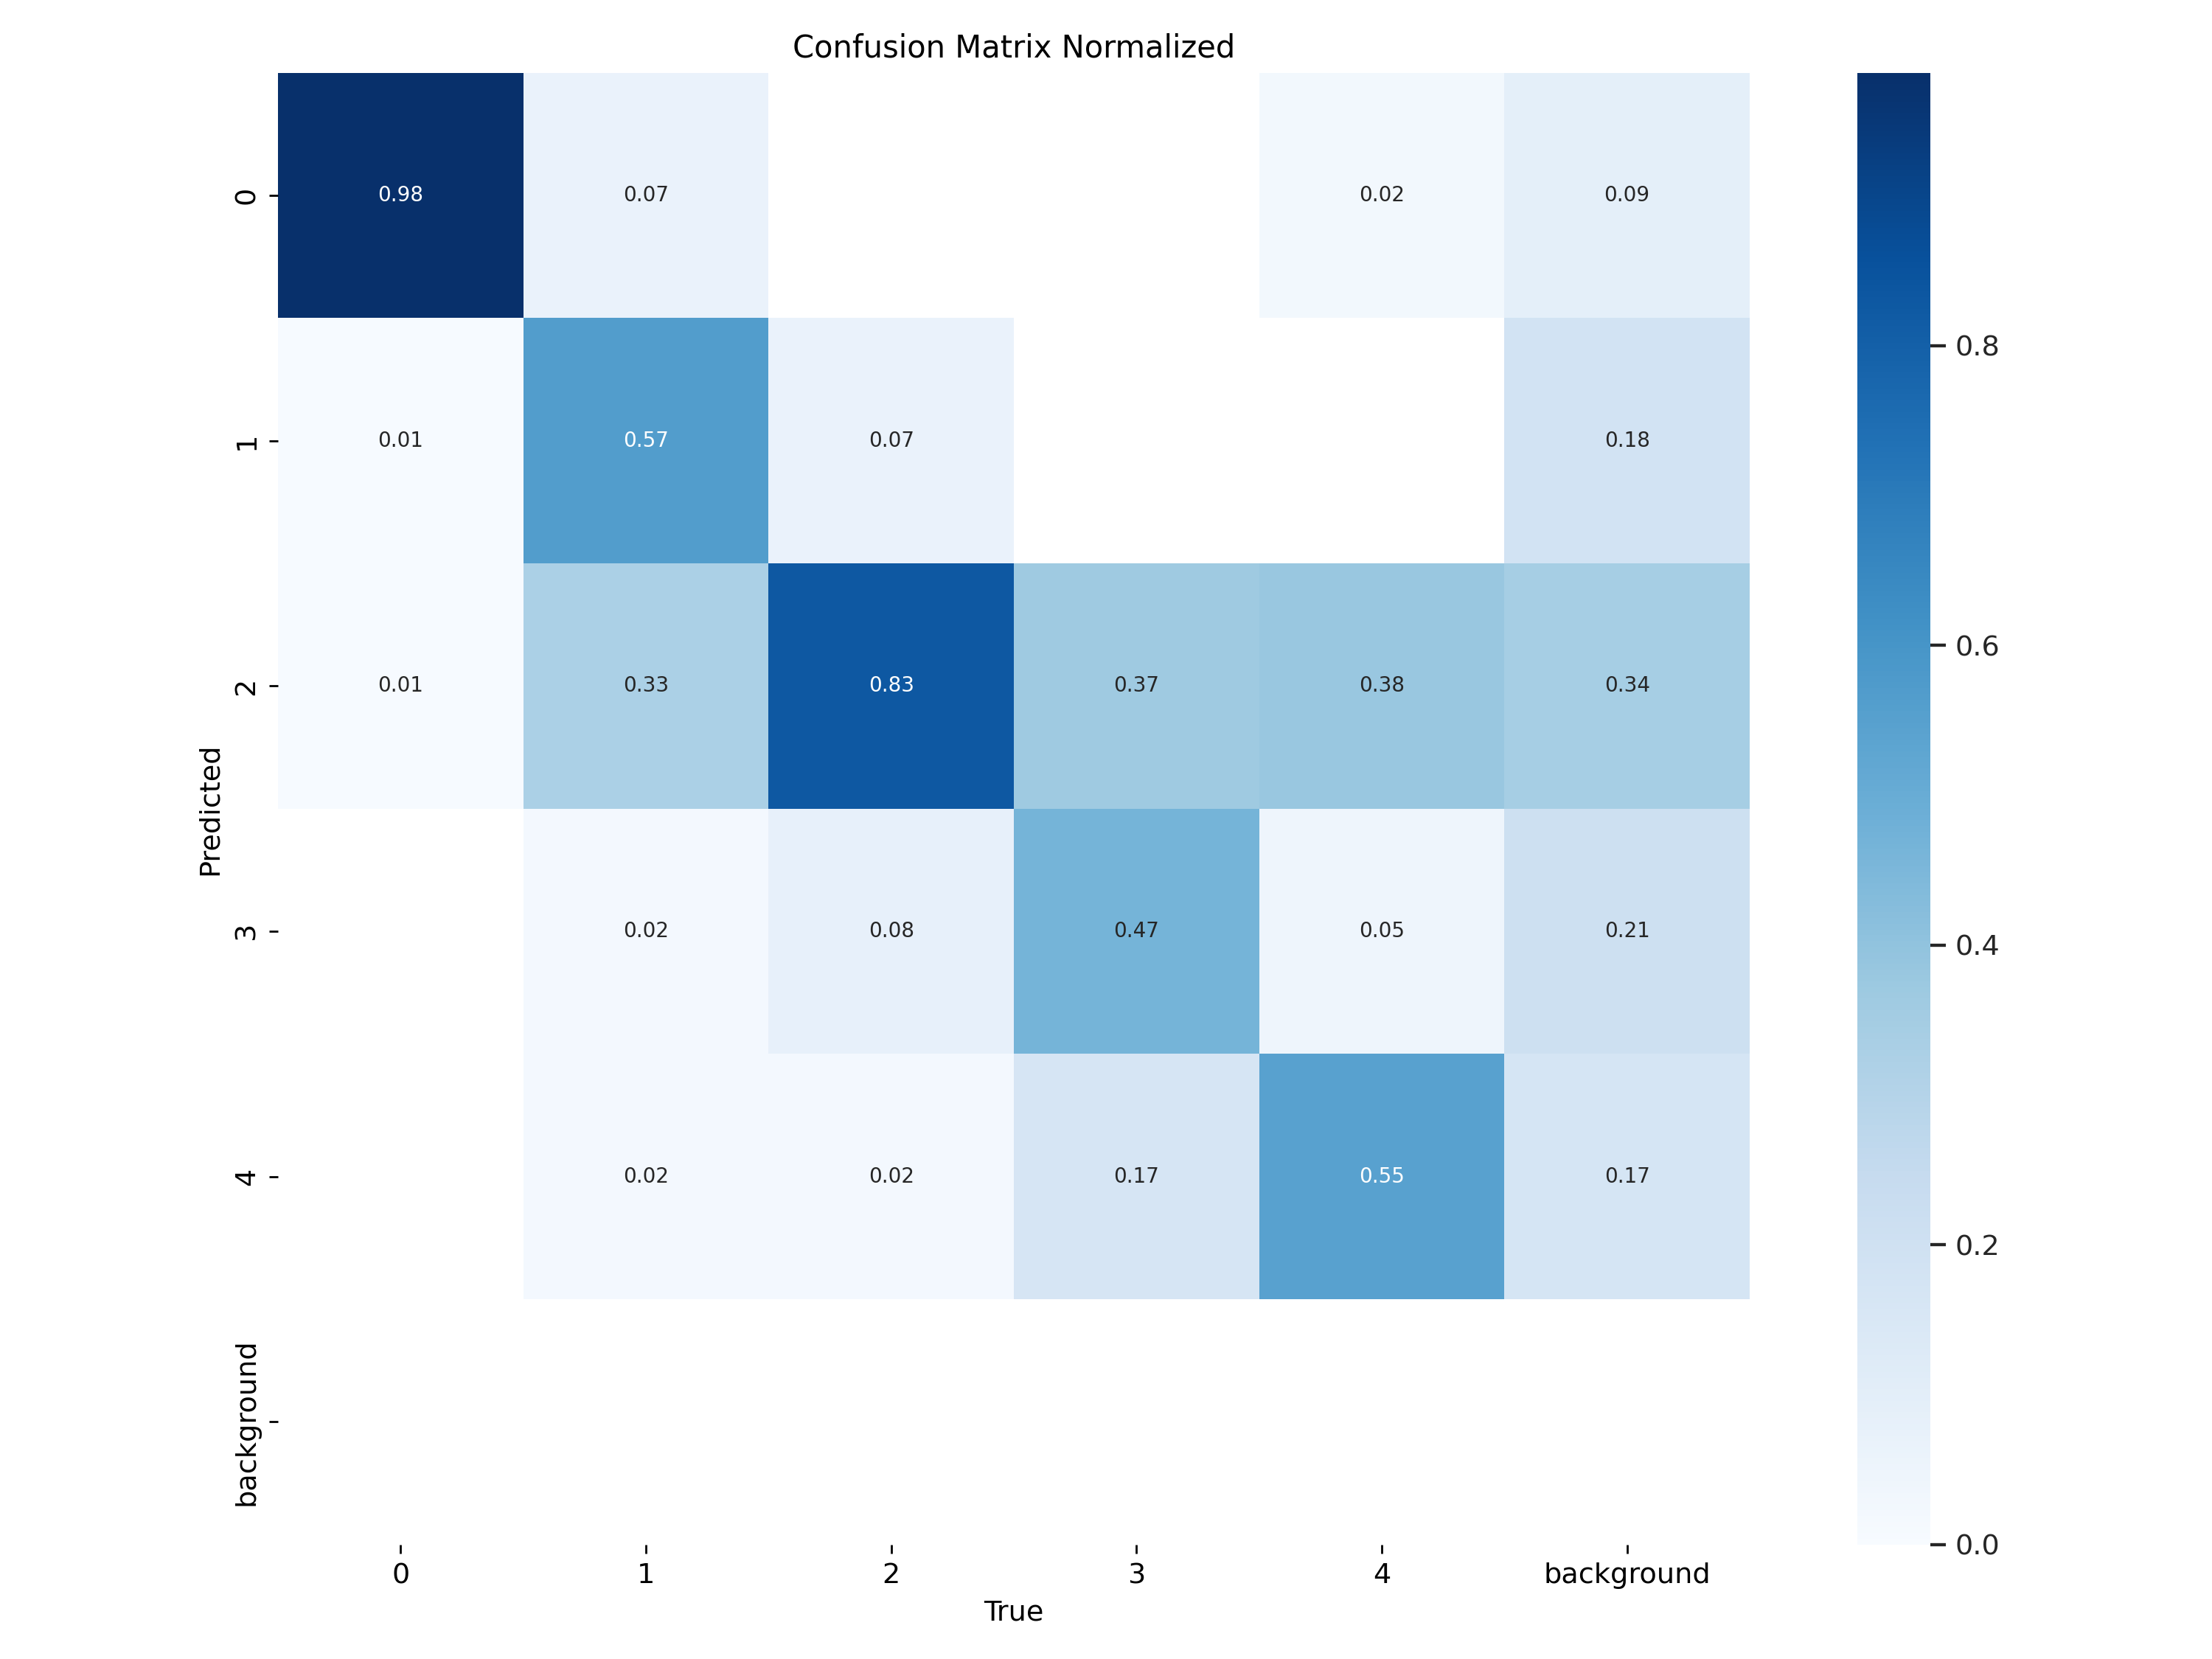 Confusion Matrix Normalized
0 0.98 0.07 0.02 0.09
1 0.01 0.57 0.07 0.18
2 0.01 0.33 0.83 0.37 0.38 0.34
3 0.02 0.08 0.47 0.05 0.21
4 0.02 0.02 0.17 0.55 0.17
background
Predicted
0 1 2 3 4 background
True
0.8
0.6
0.4
0.2
0.0